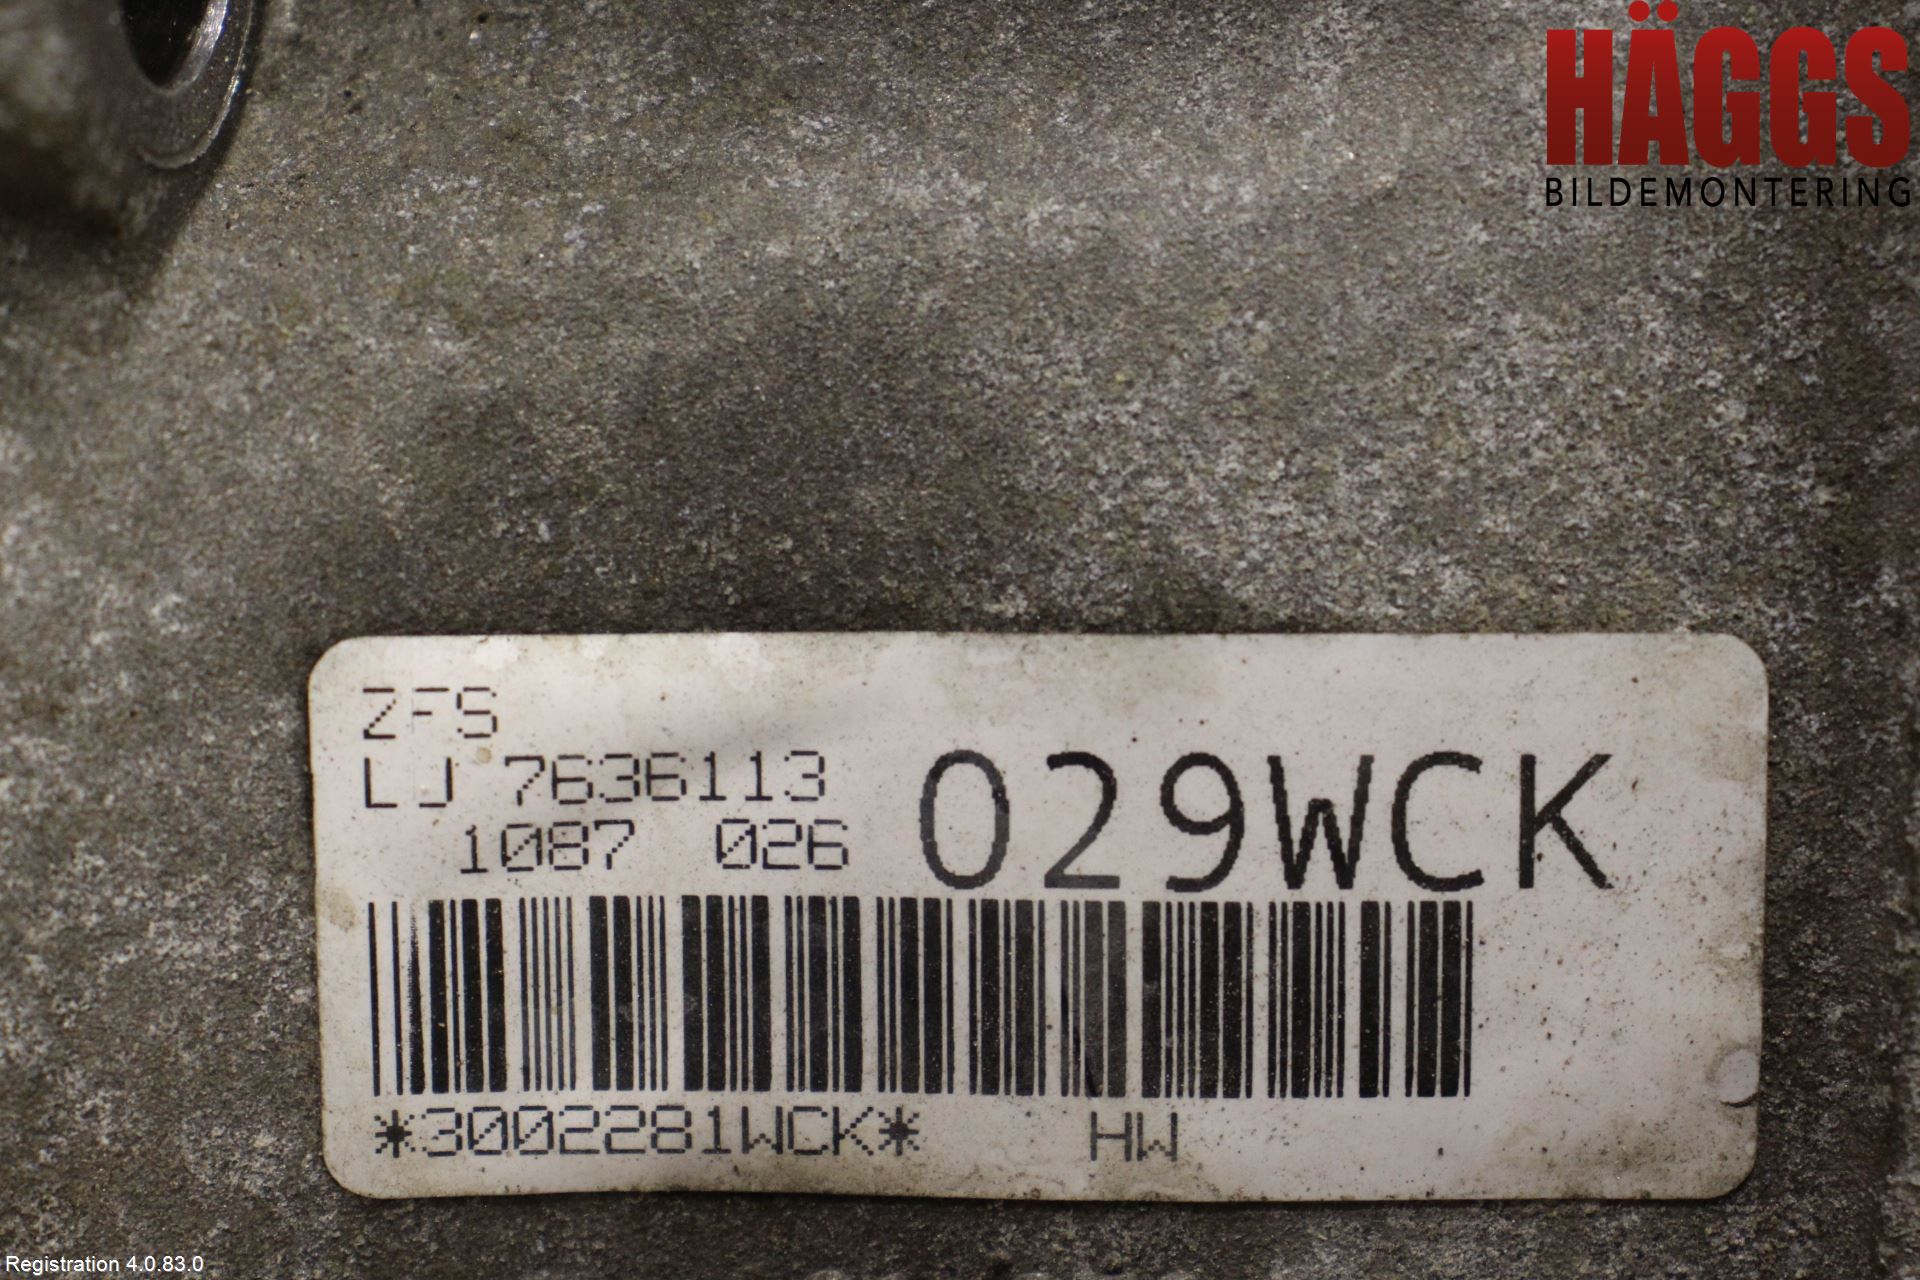 HÄGGS
BILDEMONTERING
ZFS
LJ 7636113
1087 026
029WCK
*3002281WCK*
HW
Registration 4.0.83.0